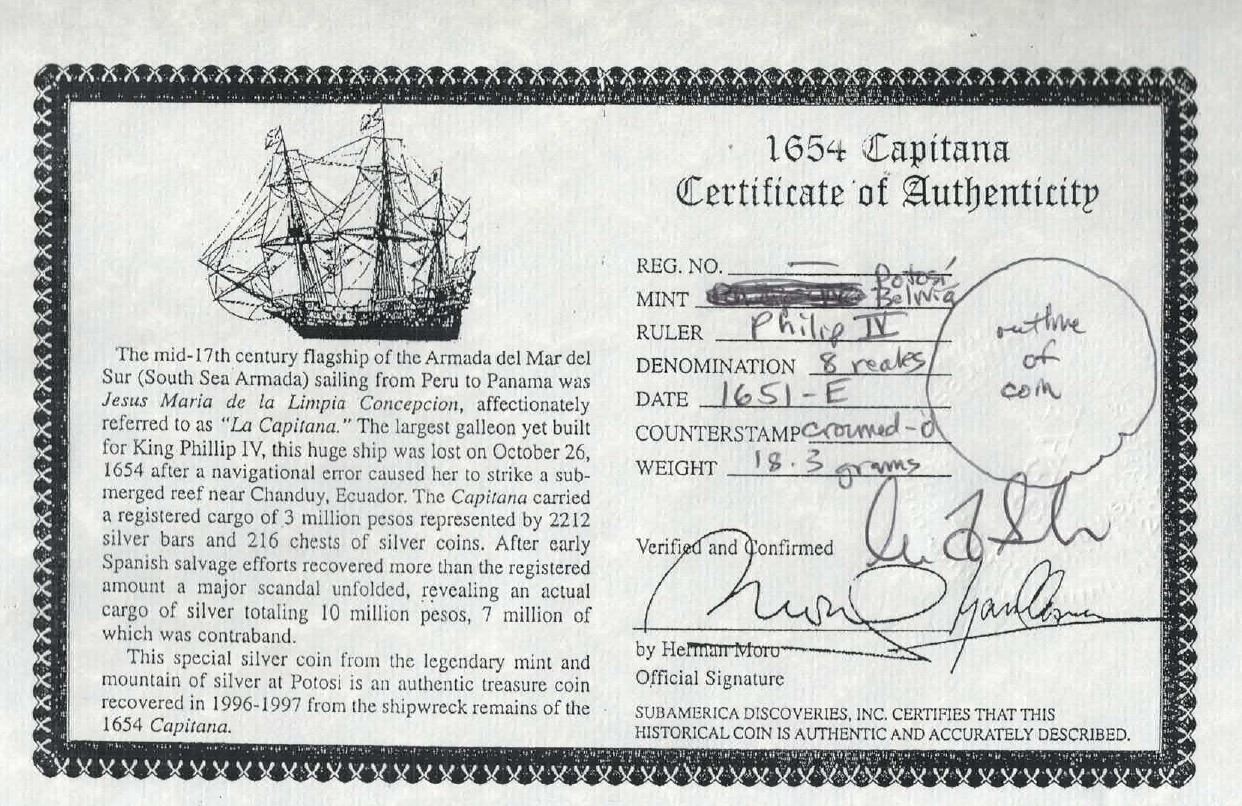 The mid-17th century flagship of the Armada del Mar del
Sur (South Sea Armada) sailing from Peru to Panama was
Jesus Maria de la Limpia Concepcion, affectionately
referred to as "La Capitana." The largest galleon yet built
for King Phillip IV, this huge ship was lost on October 26,
1654 after a navigational error caused her to strike a sub-
merged reef near Chanduy, Ecuador. The Capitana carried
a registered cargo of 3 million pesos represented by 2212
silver bars and 216 chests of silver coins. After early
Spanish salvage efforts recovered more than the registered
amount a major scandal unfolded, revealing an actual
cargo of silver totaling 10 million pesos, 7 million of
which was contraband.
This special silver coin from the legendary mint and
mountain of silver at Potosi is an authentic treasure coin
recovered in 1996-1997 from the shipwreck remains of the
1654 Capitana.
1654 Capitana
Certificate of Authenticity
REG. NO. —
MINT Potosí
RULER Philip IV
DENOMINATION 8 reales
DATE 1651-E
COUNTERSTAMP crowned-
WEIGHT 18.3 grams
outline
of
coin
Verified and Confirmed
by Herman Moro
Official Signature
SUBAMERICA DISCOVERIES, INC. CERTIFIES THAT THIS
HISTORICAL COIN IS AUTHENTIC AND ACCURATELY DESCRIBED.